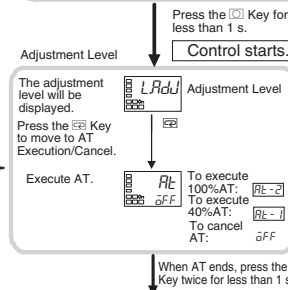 Press the Key for
less than 1 s.
Adjustment Level
Control starts.
The adjustment
level will be
displayed.
LAdJ
Adjustment Level
Press the Key
to move to AT
Execution/Cancel.
Execute AT.
At
oFF
To execute
100%AT: At-2
To execute
40%AT: At-1
To cancel
AT: oFF
When AT ends, press the
Key twice for less than 1 s